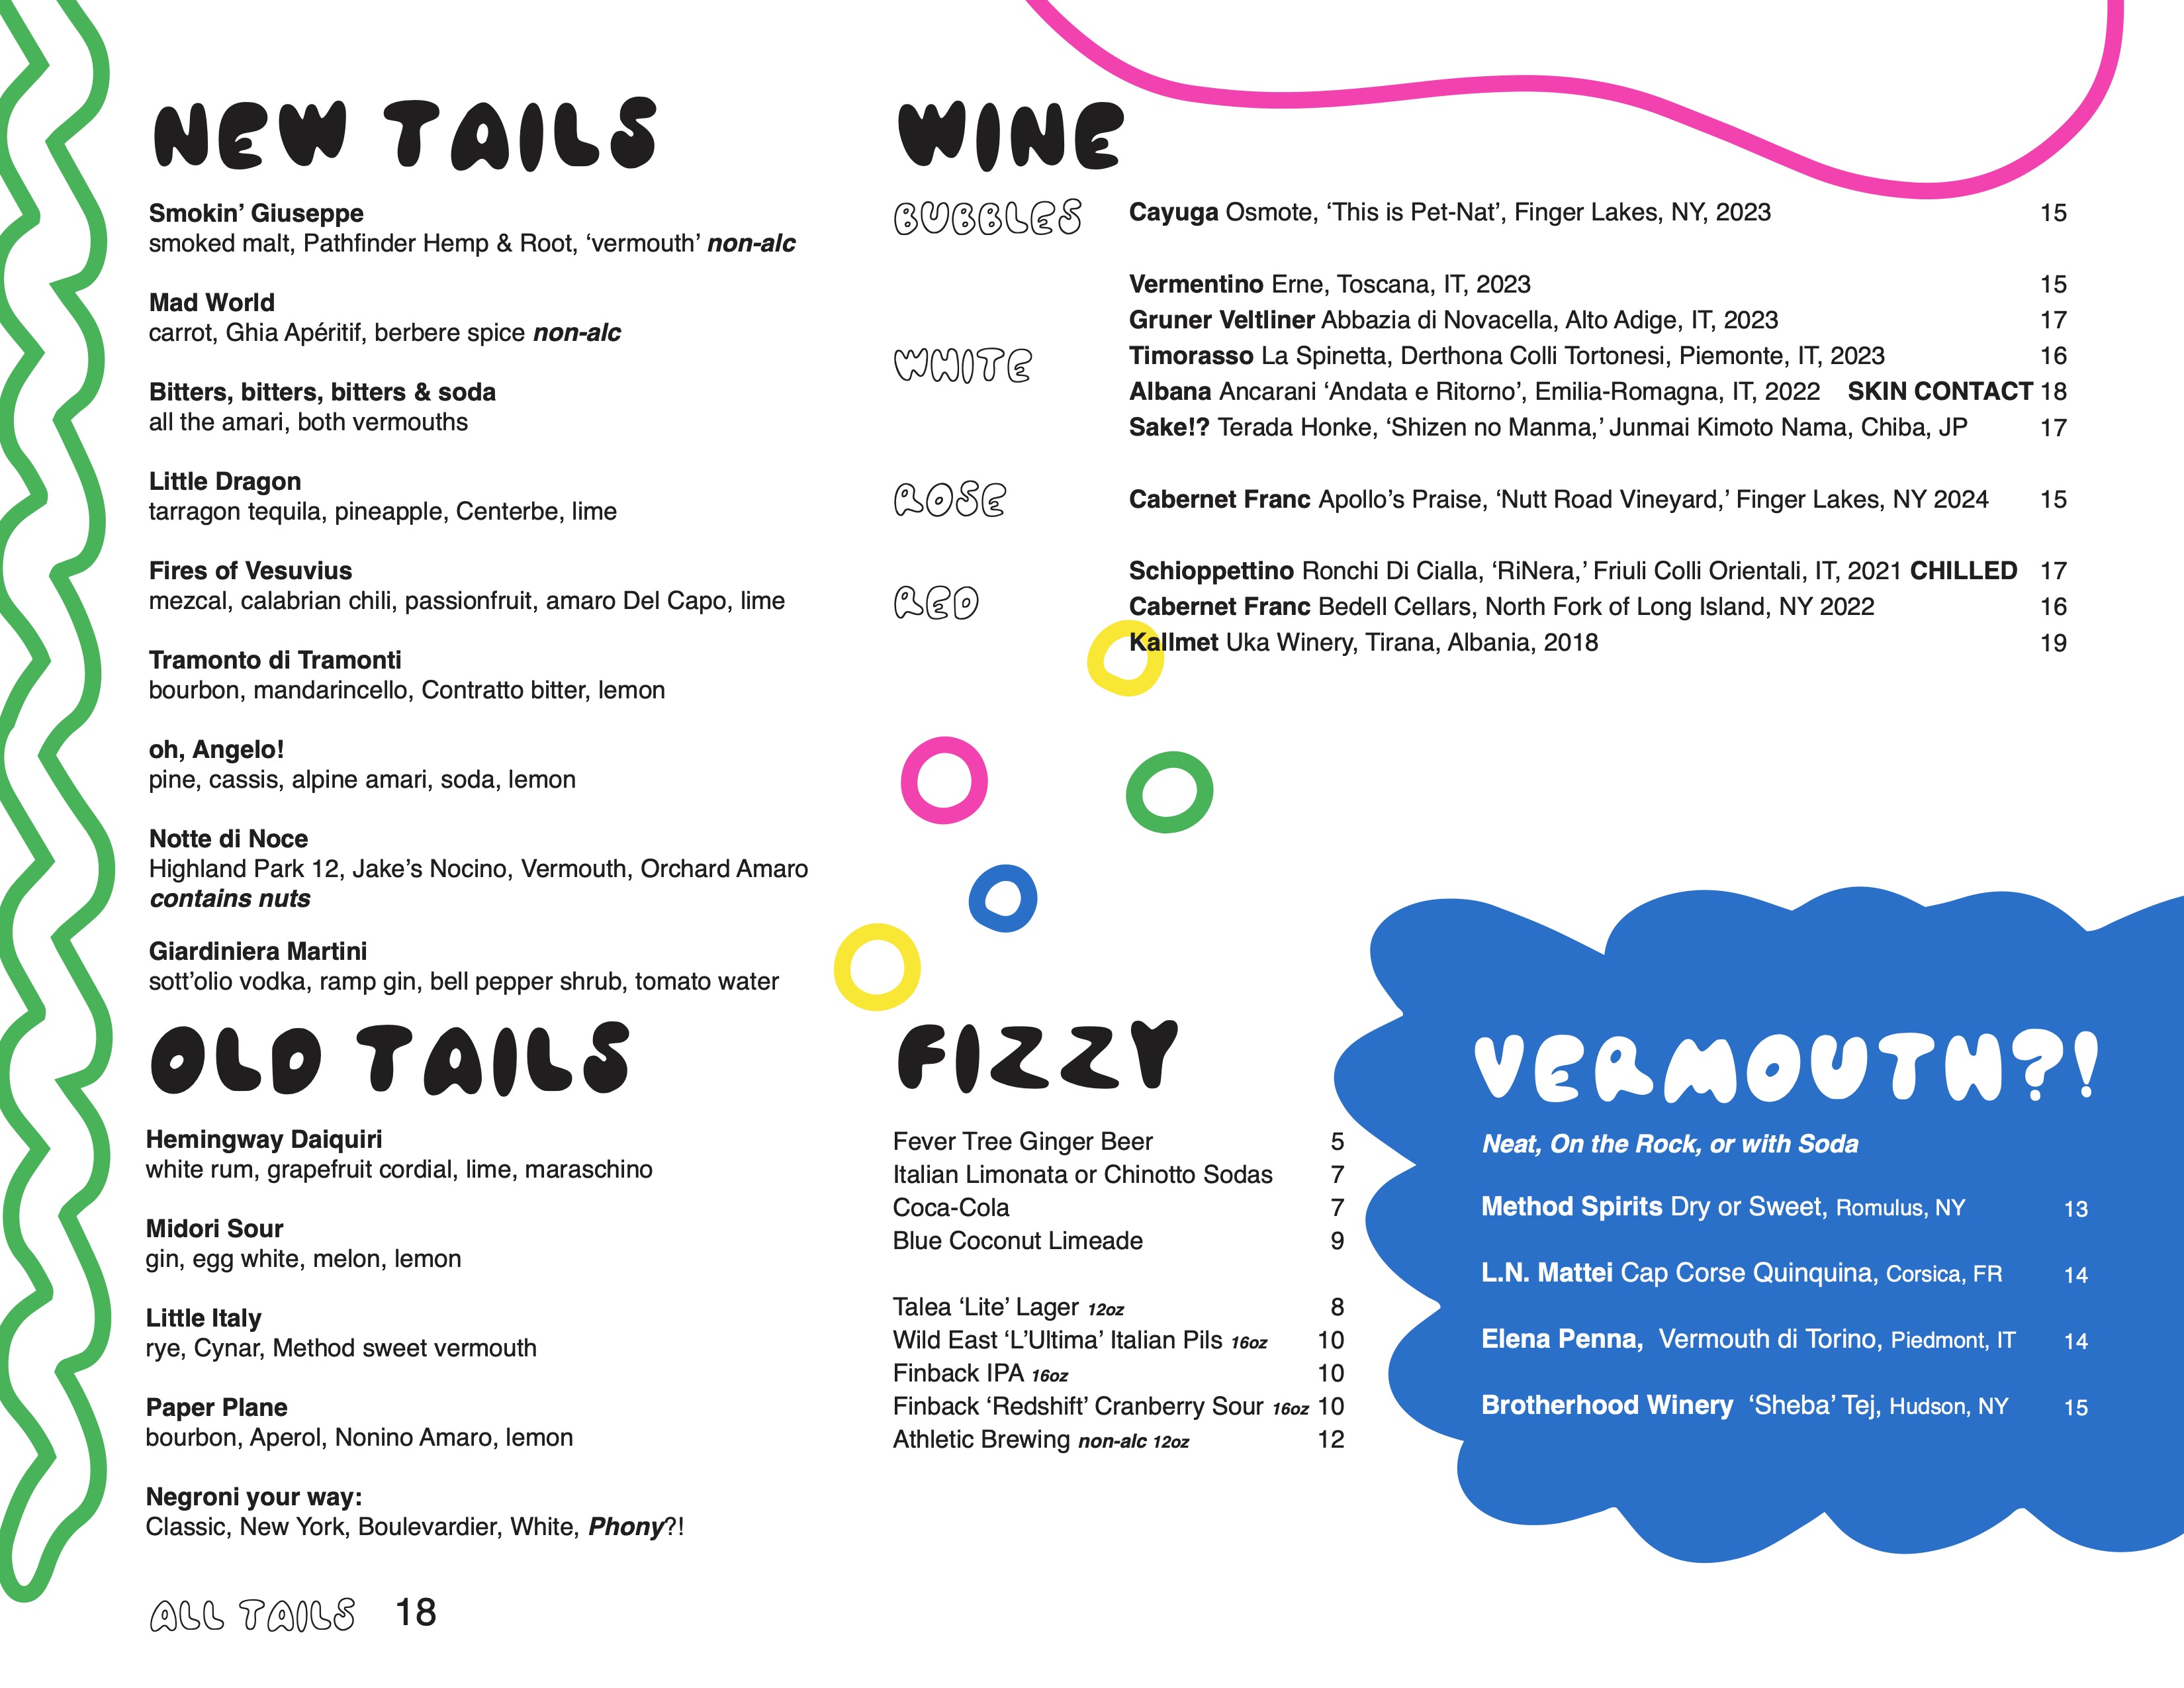 NEW TAILS
Smokin’ Giuseppe
smoked malt, Pathfinder Hemp & Root, ‘vermouth’ non-alc
Mad World
carrot, Ghia Apéritif, berbere spice non-alc
Bitters, bitters, bitters & soda
all the amari, both vermouths
Little Dragon
tarragon tequila, pineapple, Centerbe, lime
Fires of Vesuvius
mezcal, calabrian chili, passionfruit, amaro Del Capo, lime
Tramonto di Tramonti
bourbon, mandarincello, Contratto bitter, lemon
oh, Angelo!
pine, cassis, alpine amari, soda, lemon
Notte di Noce
Highland Park 12, Jake’s Nocino, Vermouth, Orchard Amaro
contains nuts
Giardiniera Martini
sott’olio vodka, ramp gin, bell pepper shrub, tomato water
OLD TAILS
Hemingway Daiquiri
white rum, grapefruit cordial, lime, maraschino
Midori Sour
gin, egg white, melon, lemon
Little Italy
rye, Cynar, Method sweet vermouth
Paper Plane
bourbon, Aperol, Nonino Amaro, lemon
Negroni your way:
Classic, New York, Boulevardier, White, Phony?!
ALL TAILS 18
WINE
BUBBLES
Cayuga Osmote, ‘This is Pet-Nat’, Finger Lakes, NY, 2023 15
WHITE
Vermentino Erne, Toscana, IT, 2023 15
Gruner Veltliner Abbazia di Novacella, Alto Adige, IT, 2023 17
Timorasso La Spinetta, Derthona Colli Tortonesi, Piemonte, IT, 2023 16
Albana Ancarani ‘Andata e Ritorno’, Emilia-Romagna, IT, 2022 SKIN CONTACT 18
Sake!? Terada Honke, ‘Shizen no Manma,’ Junmai Kimoto Nama, Chiba, JP 17
ROSE
Cabernet Franc Apollo’s Praise, ‘Nutt Road Vineyard,’ Finger Lakes, NY 2024 15
RED
Schioppettino Ronchi Di Cialla, ‘RiNera,’ Friuli Colli Orientali, IT, 2021 CHILLED 17
Cabernet Franc Bedell Cellars, North Fork of Long Island, NY 2022 16
Kallmet Uka Winery, Tirana, Albania, 2018 19
FIZZY
Fever Tree Ginger Beer 5
Italian Limonata or Chinotto Sodas 7
Coca-Cola 7
Blue Coconut Limeade 9
Talea ‘Lite’ Lager 12oz 8
Wild East ‘L’Ultima’ Italian Pils 16oz 10
Finback IPA 16oz 10
Finback ‘Redshift’ Cranberry Sour 16oz 10
Athletic Brewing non-alc 12oz 12
VERMOUTH?!
Neat, On the Rock, or with Soda
Method Spirits Dry or Sweet, Romulus, NY 13
L.N. Mattei Cap Corse Quinquina, Corsica, FR 14
Elena Penna, Vermouth di Torino, Piedmont, IT 14
Brotherhood Winery ‘Sheba’ Tej, Hudson, NY 15